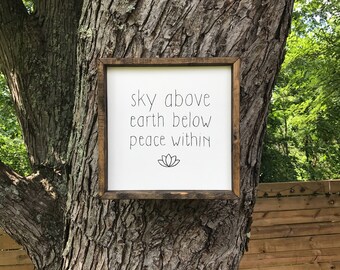 sky above
earth below
peace within